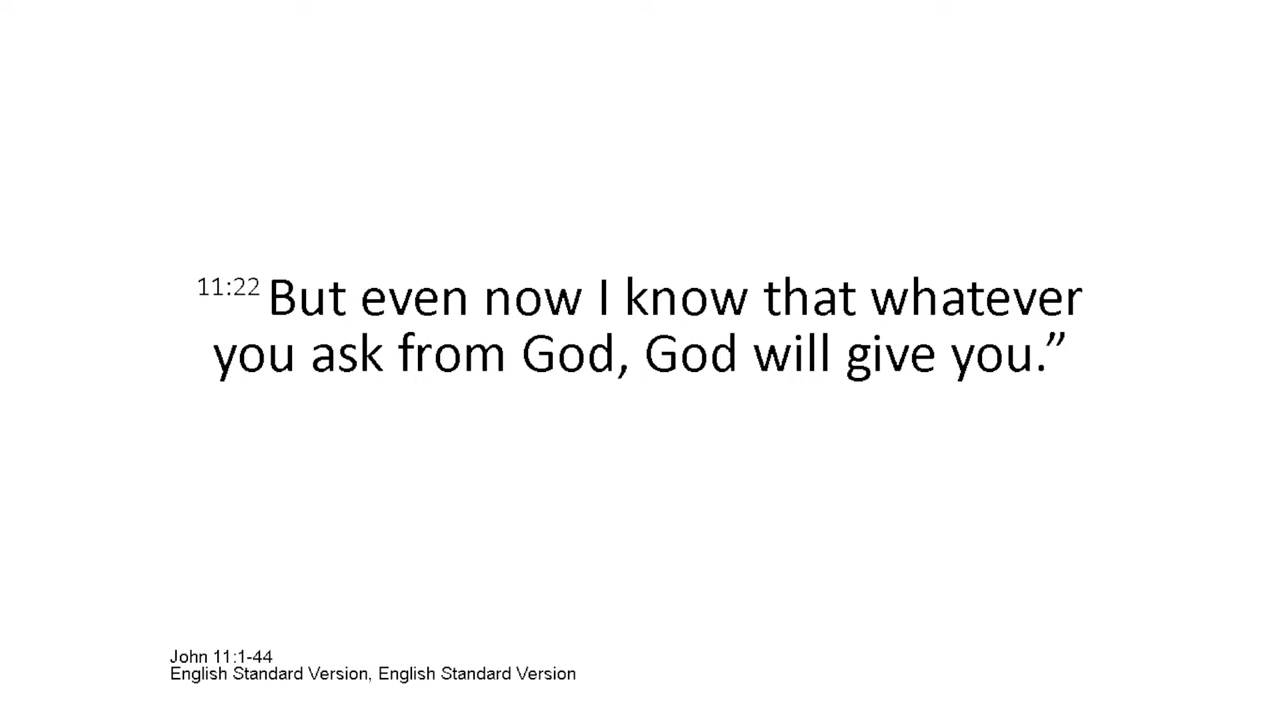 11:22 But even now I know that whatever
you ask from God, God will give you.”
John 11:1-44
English Standard Version, English Standard Version